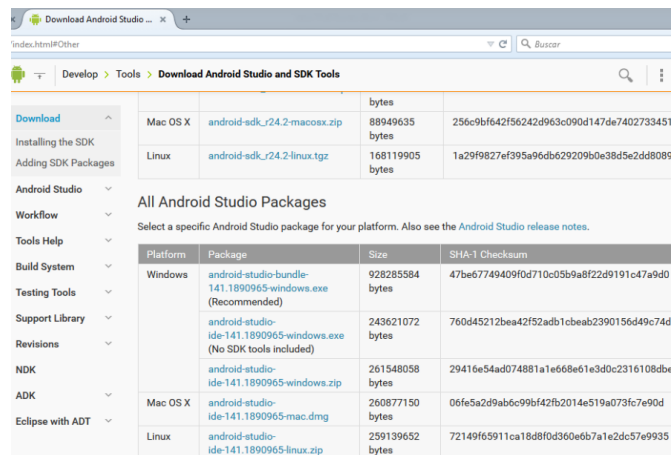 Download Android Studio ... × +
/index.html#Other
Buscar
Develop > Tools > Download Android Studio and SDK Tools
Download
Installing the SDK
Adding SDK Packages
Android Studio
Workflow
Tools Help
Build System
Testing Tools
Support Library
Revisions
NDK
ADK
Eclipse with ADT
bytes
Mac OS X android-sdk_r24.2-macosx.zip 88949635 256c9bf642f56242d963c090d147de7402733451
bytes
Linux android-sdk_r24.2-linux.tgz 168119905 1a29f9827ef395a96db629209b0e38d5e2dd8089
bytes
All Android Studio Packages
Select a specific Android Studio package for your platform. Also see the Android Studio release notes.
Platform Package Size SHA-1 Checksum
Windows android-studio-bundle- 928285584 47be67749409f0d710c05b9a8f22d9191c47a9d0
141.1890965-windows.exe bytes
(Recommended)
android-studio- 243621072 760d45212bea42f52adb1cbeab2390156d49c74d
ide-141.1890965-windows.exe bytes
(No SDK tools included)
android-studio- 261548058 29416e54ad074881a1e668e61e3d0c2316108dbe
ide-141.1890965-windows.zip bytes
Mac OS X android-studio- 260877150 06fe5a2d9ab6c99bf42fb2014e519a073fc7e90d
ide-141.1890965-mac.dmg bytes
Linux android-studio- 259139652 72149f65911ca18d8f0d360e6b7a1e2dc57e9935
ide-141.1890965-linux.zip bytes